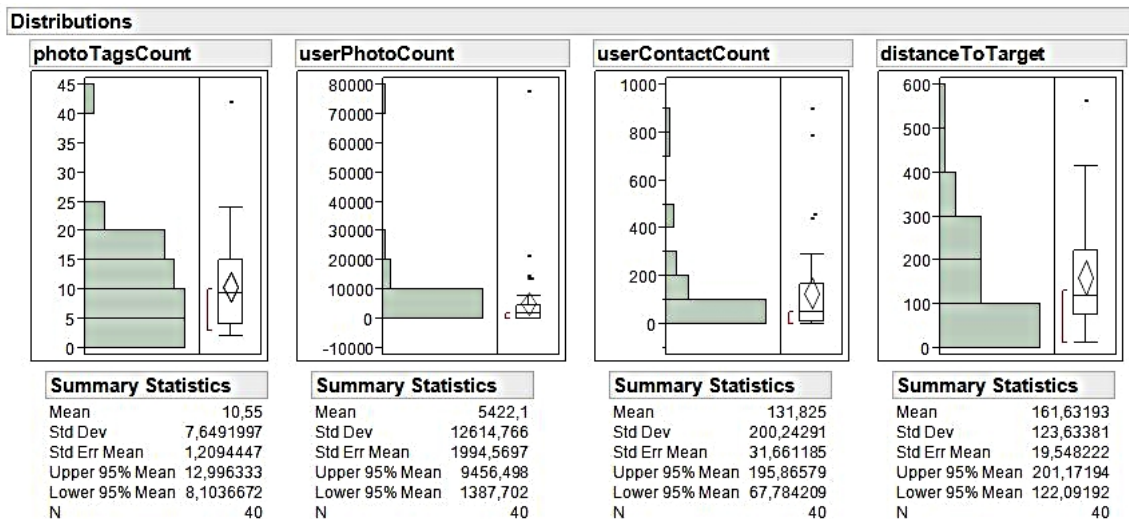 Distributions
photoTagsCount
45
40
35
30
25
20
15
10
5
0
Summary Statistics
Mean 10,55
Std Dev 7,6491997
Std Err Mean 1,2094447
Upper 95% Mean 12,996333
Lower 95% Mean 8,1036672
N 40
userPhotoCount
80000
70000
60000
50000
40000
30000
20000
10000
0
-10000
Summary Statistics
Mean 5422,1
Std Dev 12614,766
Std Err Mean 1994,5697
Upper 95% Mean 9456,498
Lower 95% Mean 1387,702
N 40
userContactCount
1000
800
600
400
200
0
Summary Statistics
Mean 131,825
Std Dev 200,24291
Std Err Mean 31,661185
Upper 95% Mean 195,86579
Lower 95% Mean 67,784209
N 40
distanceToTarget
600
500
400
300
200
100
0
Summary Statistics
Mean 161,63193
Std Dev 123,63381
Std Err Mean 19,548222
Upper 95% Mean 201,17194
Lower 95% Mean 122,09192
N 40